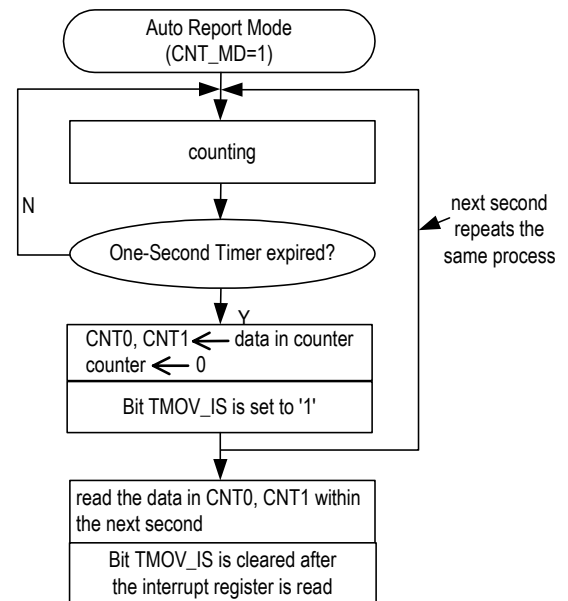 Auto Report Mode
(CNT_MD=1)
counting
N
next second
repeats the
same process
One-Second Timer expired?
Y
CNT0, CNT1 ← data in counter
counter ← 0
Bit TMOV_IS is set to '1'
read the data in CNT0, CNT1 within
the next second
Bit TMOV_IS is cleared after
the interrupt register is read